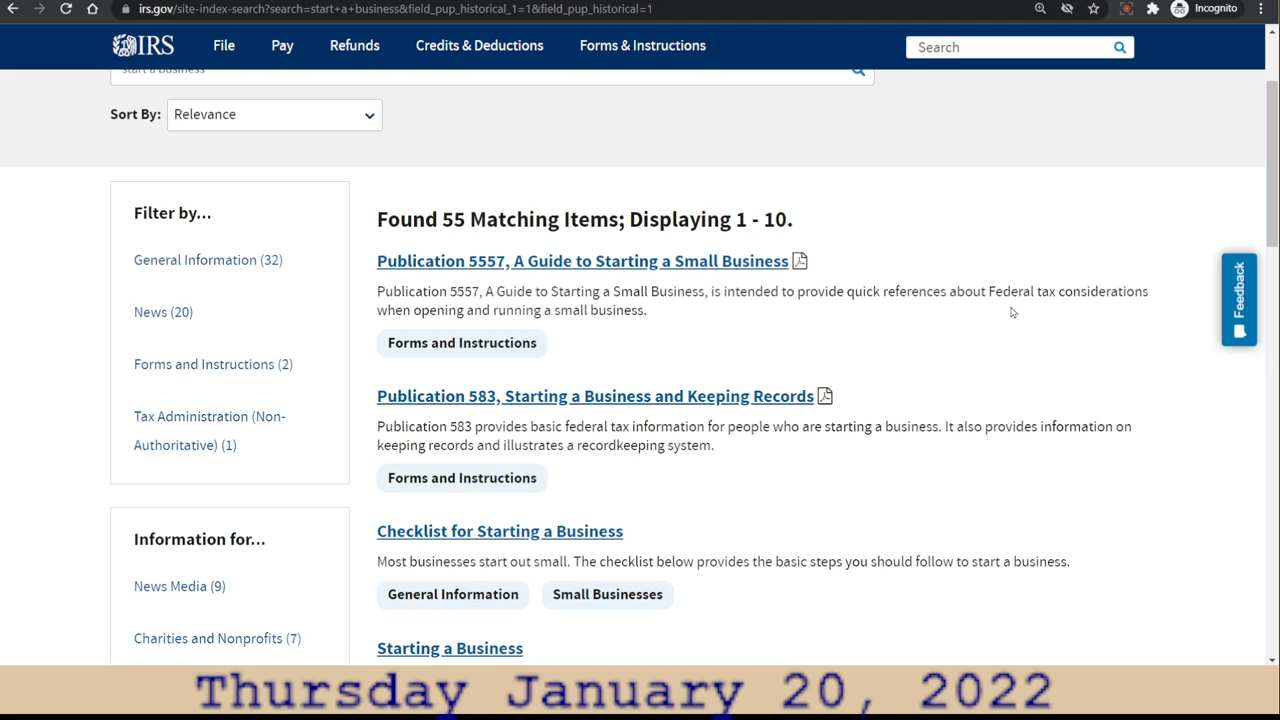 irs.gov/site-index-search?search=start+a+business&field_pup_historical_1=1&field_pup_historical=1
Incognito
IRS File Pay Refunds Credits & Deductions Forms & Instructions Search
start a business
Sort By: Relevance
Filter by...
General Information (32)
News (20)
Forms and Instructions (2)
Tax Administration (Non-
Authoritative) (1)
Information for...
News Media (9)
Charities and Nonprofits (7)
Found 55 Matching Items; Displaying 1 - 10.
Publication 5557, A Guide to Starting a Small Business
Publication 5557, A Guide to Starting a Small Business, is intended to provide quick references about Federal tax considerations
when opening and running a small business.
Forms and Instructions
Publication 583, Starting a Business and Keeping Records
Publication 583 provides basic federal tax information for people who are starting a business. It also provides information on
keeping records and illustrates a recordkeeping system.
Forms and Instructions
Checklist for Starting a Business
Most businesses start out small. The checklist below provides the basic steps you should follow to start a business.
General Information Small Businesses
Starting a Business
Feedback
Thursday January 20, 2022